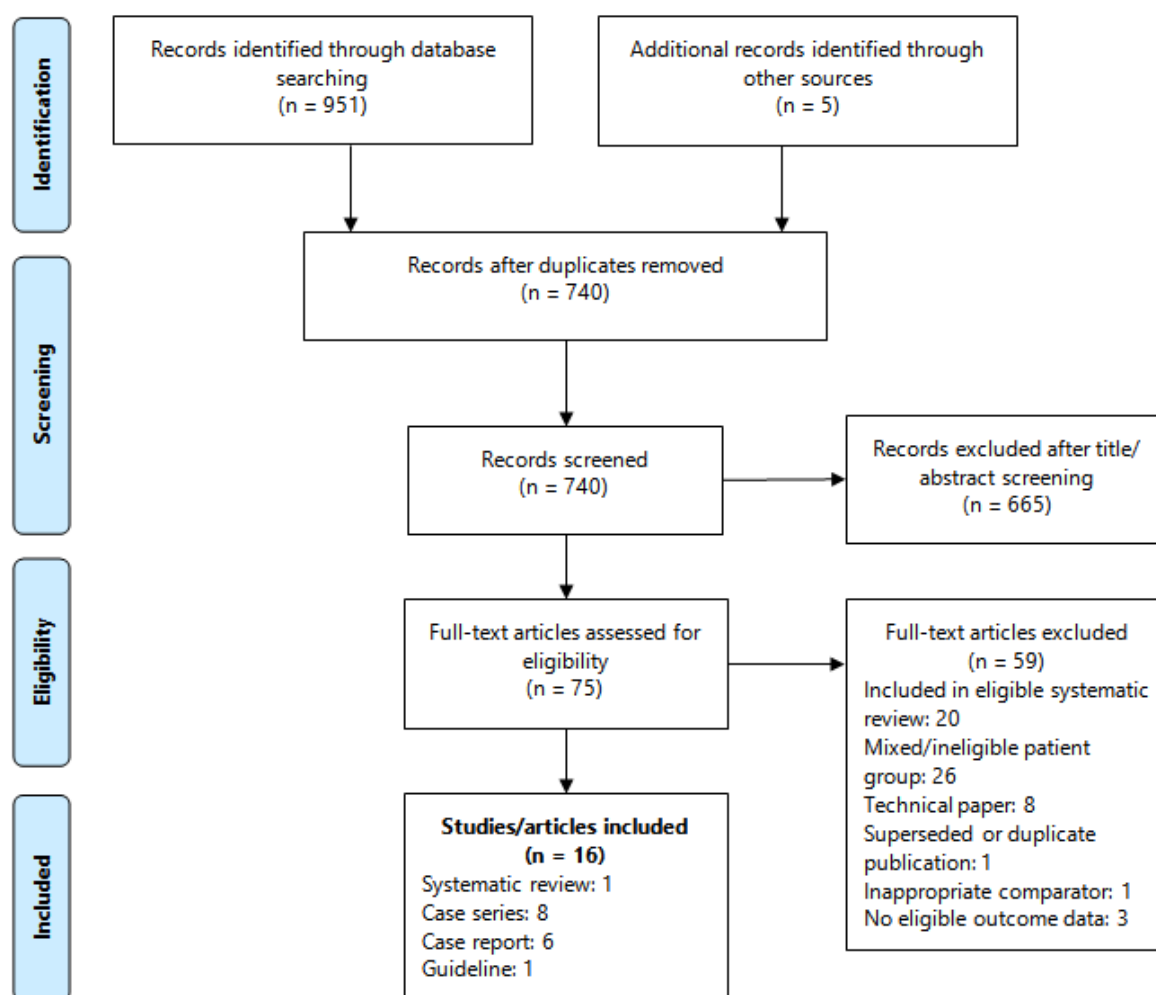 Identification
Records identified through database
searching
(n = 951)
Additional records identified through
other sources
(n = 5)
Screening
Records after duplicates removed
(n = 740)
Records screened
(n = 740)
Records excluded after title/
abstract screening
(n = 665)
Eligibility
Full-text articles assessed for
eligibility
(n = 75)
Full-text articles excluded
(n = 59)
Included in eligible systematic
review: 20
Mixed/ineligible patient
group: 26
Technical paper: 8
Superseded or duplicate
publication: 1
Inappropriate comparator: 1
No eligible outcome data: 3
Included
Studies/articles included
(n = 16)
Systematic review: 1
Case series: 8
Case report: 6
Guideline: 1